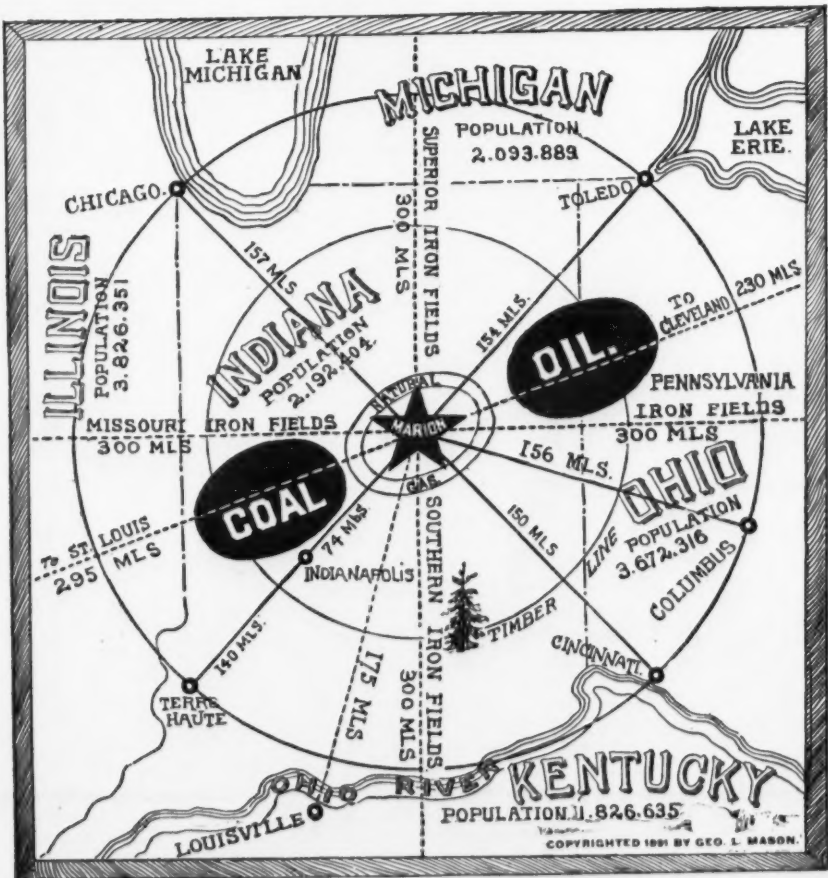 LAKE
MICHIGAN
MICHIGAN
POPULATION
2.093.889
LAKE
ERIE.
CHICAGO.
TOLEDO
SUPERIOR IRON FIELDS
300 MLS
157 MLS
154 MLS.
TO
CLEVELAND 230 MLS
ILLINOIS
POPULATION
3.826.351
INDIANA
POPULATION
2.192.404.
OIL.
PENNSYLVANIA
IRON FIELDS
300 MLS
MISSOURI IRON FIELDS
300 MLS
NATURAL
MARION
GAS.
156 MLS.
OHIO
POPULATION
3.672.316
COLUMBUS
COAL
74 MLS.
150 MLS
TO ST. LOUIS
295 MLS
INDIANAPOLIS
SOUTHERN IRON FIELDS
300 MLS
TIMBER LINE
140 MLS.
175 MLS
TERRE
HAUTE
CINCINNATI.
OHIO RIVER
KENTUCKY
POPULATION.1.826.635
LOUISVILLE
COPYRIGHTED 1891 BY GEO. L. MASON.